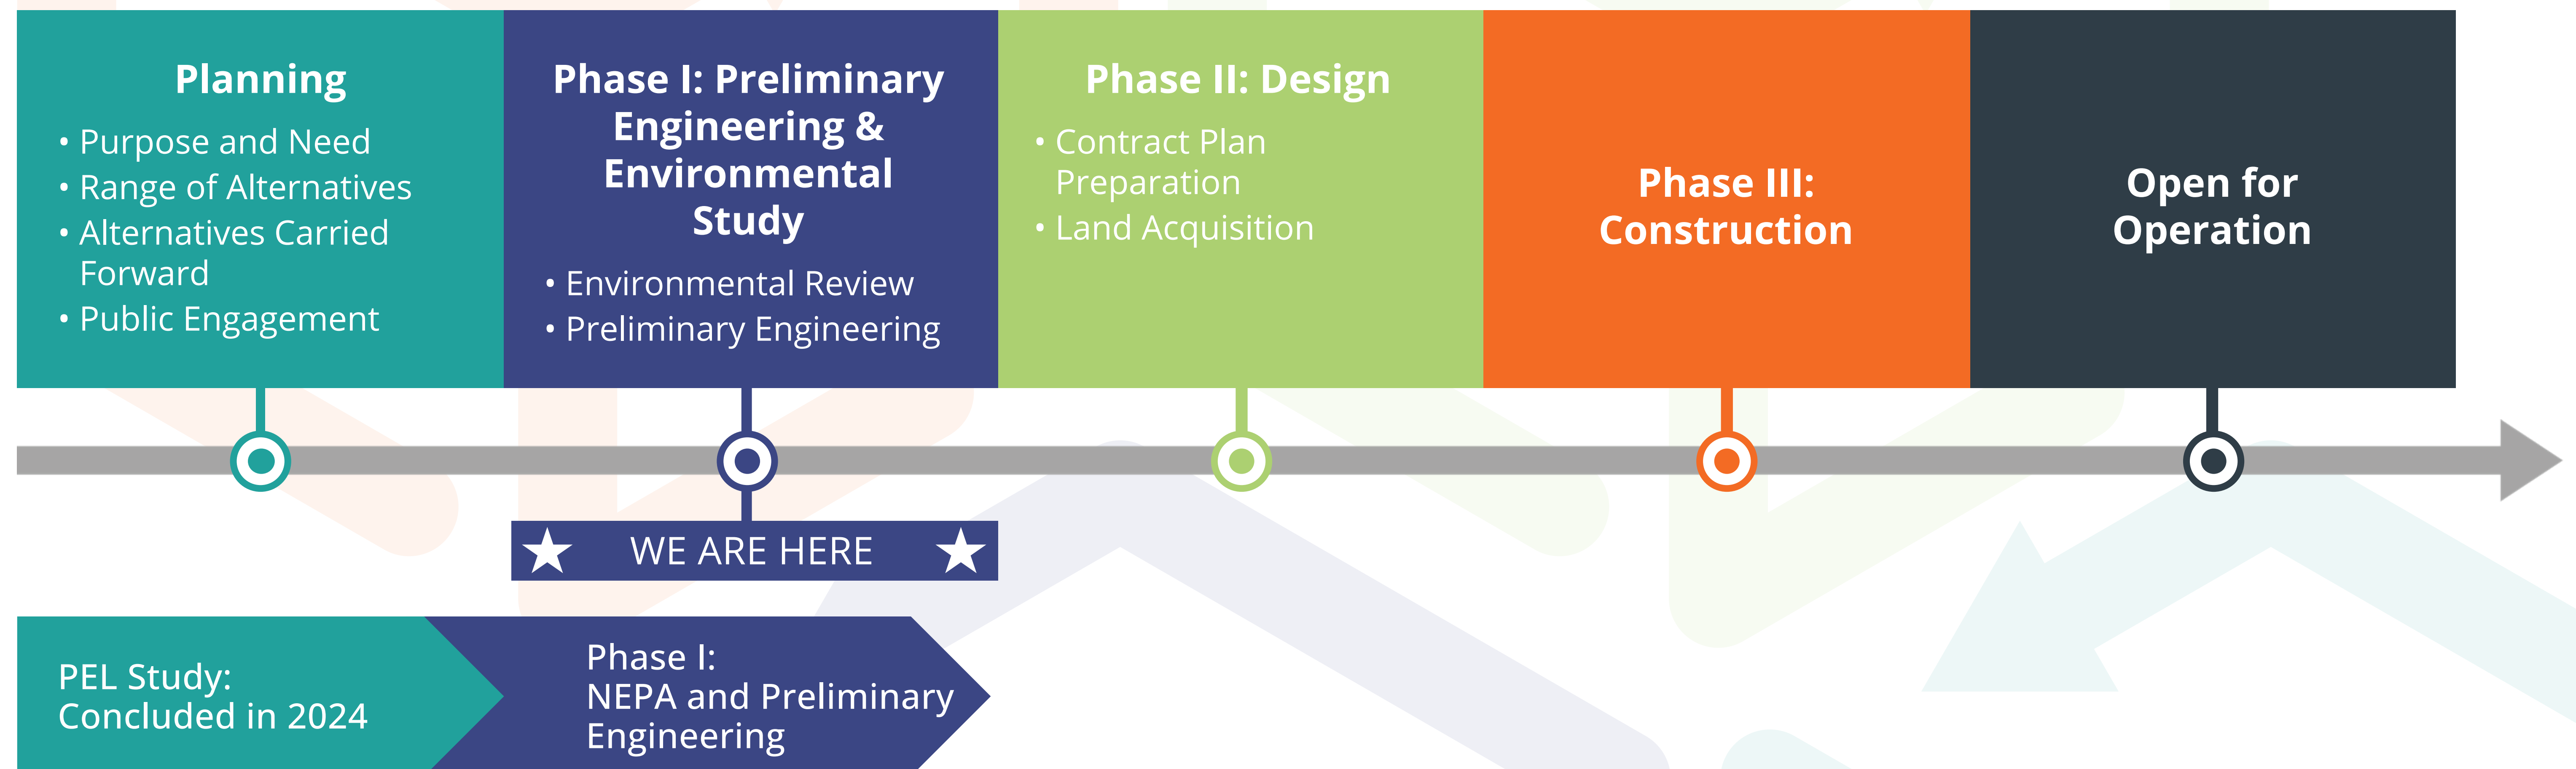 Planning
• Purpose and Need
• Range of Alternatives
• Alternatives Carried
Forward
• Public Engagement
Phase I: Preliminary
Engineering &
Environmental
Study
• Environmental Review
• Preliminary Engineering
Phase II: Design
• Contract Plan
Preparation
• Land Acquisition
Phase III:
Construction
Open for
Operation
WE ARE HERE
PEL Study:
Concluded in 2024
Phase I:
NEPA and Preliminary
Engineering